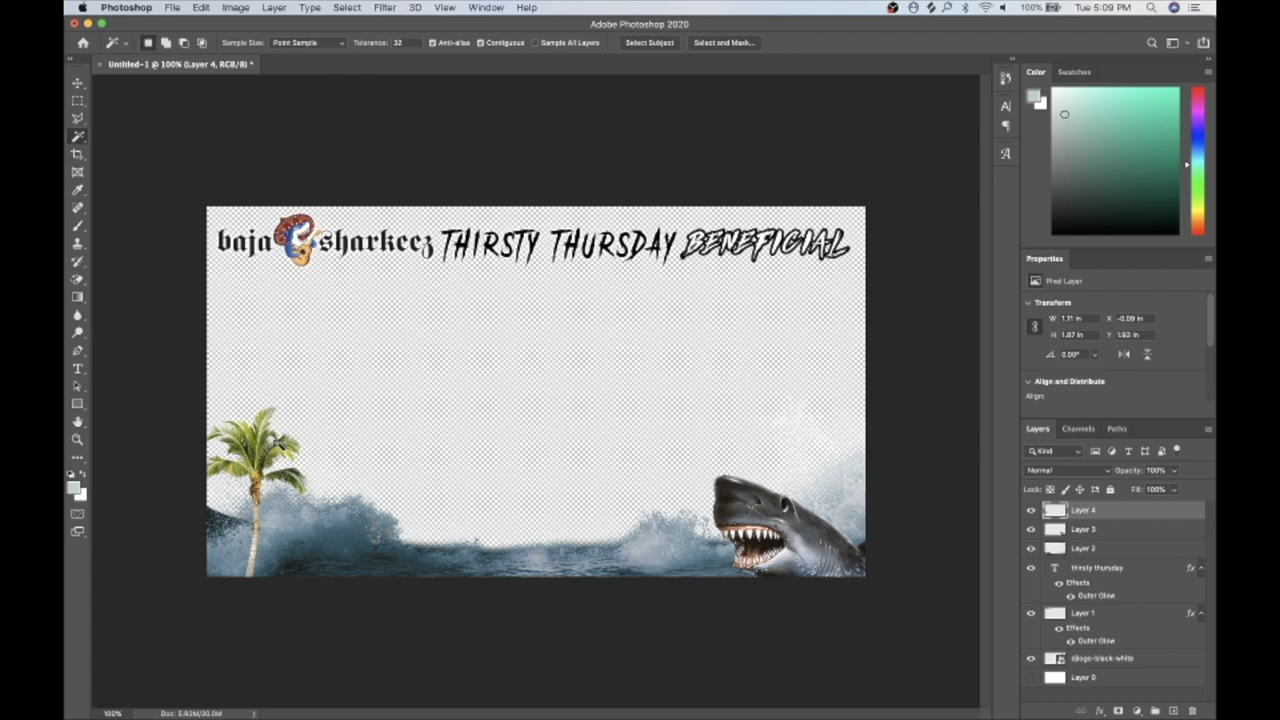 Photoshop File Edit Image Layer Type Select Filter 3D View Window Help 100% Tue 5:09 PM
Adobe Photoshop 2020
Sample Size: Point Sample Tolerance: 32 Anti-alias Contiguous Sample All Layers Select Subject Select and Mask...
Untitled-1 @ 100% (Layer 4, RGB/8) *
Color Swatches
baja sharkeez THIRSTY THURSDAY BENEFICIAL
Properties
Pixel Layer
Transform
W 1.11 in X -0.09 in
H 1.87 in Y 1.93 in
0.00°
Align and Distribute
Align:
Layers Channels Paths
Kind
Normal Opacity: 100%
Lock: Fill: 100%
Layer 4
Layer 3
Layer 2
thirsty thursday fx
Effects
Outer Glow
Layer 1 fx
Effects
Outer Glow
djlogo-black-white
Layer 0
100% Doc: 5.93M/30.0M